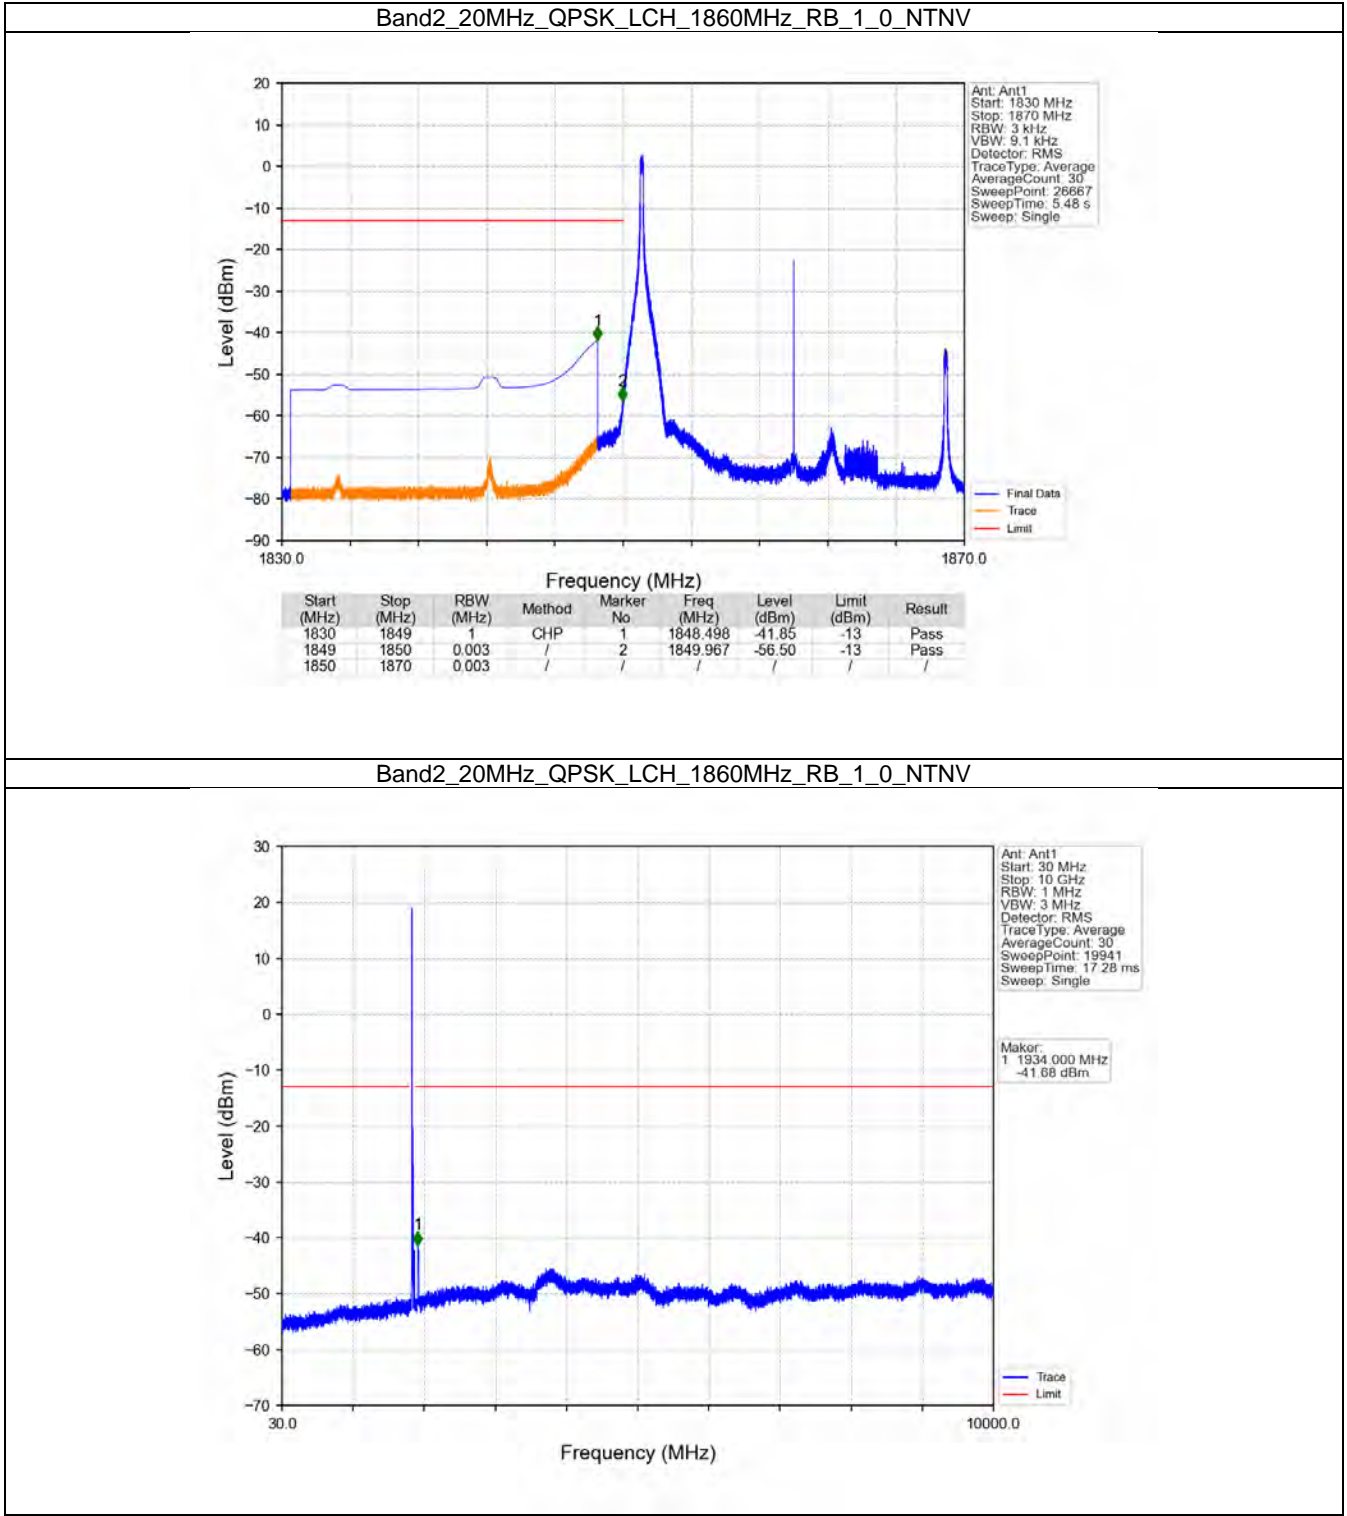 Band2_20MHz_QPSK_LCH_1860MHz_RB_1_0_NTNV
20
10
0
−10
−20
−30
−40
−50
−60
−70
−80
−90
Level (dBm)
1
2
1830.0
1870.0
Frequency (MHz)
Ant: Ant1
Start: 1830 MHz
Stop: 1870 MHz
RBW: 3 kHz
VBW: 9.1 kHz
Detector: RMS
TraceType: Average
AverageCount: 30
SweepPoint: 26667
SweepTime: 5.48 s
Sweep: Single
Final Data
Trace
Limit
Start (MHz) Stop (MHz) RBW (MHz) Method Marker No Freq (MHz) Level (dBm) Limit (dBm) Result
1830 1849 1 CHP 1 1848.498 -41.85 -13 Pass
1849 1850 0.003 / 2 1849.967 -56.50 -13 Pass
1850 1870 0.003 / / / / / /
Band2_20MHz_QPSK_LCH_1860MHz_RB_1_0_NTNV
30
20
10
0
−10
−20
−30
−40
−50
−60
−70
Level (dBm)
1
30.0
10000.0
Frequency (MHz)
Ant: Ant1
Start: 30 MHz
Stop: 10 GHz
RBW: 1 MHz
VBW: 3 MHz
Detector: RMS
TraceType: Average
AverageCount: 30
SweepPoint: 19941
SweepTime: 17.28 ms
Sweep: Single
Maker:
1 1934.000 MHz
-41.68 dBm
Trace
Limit